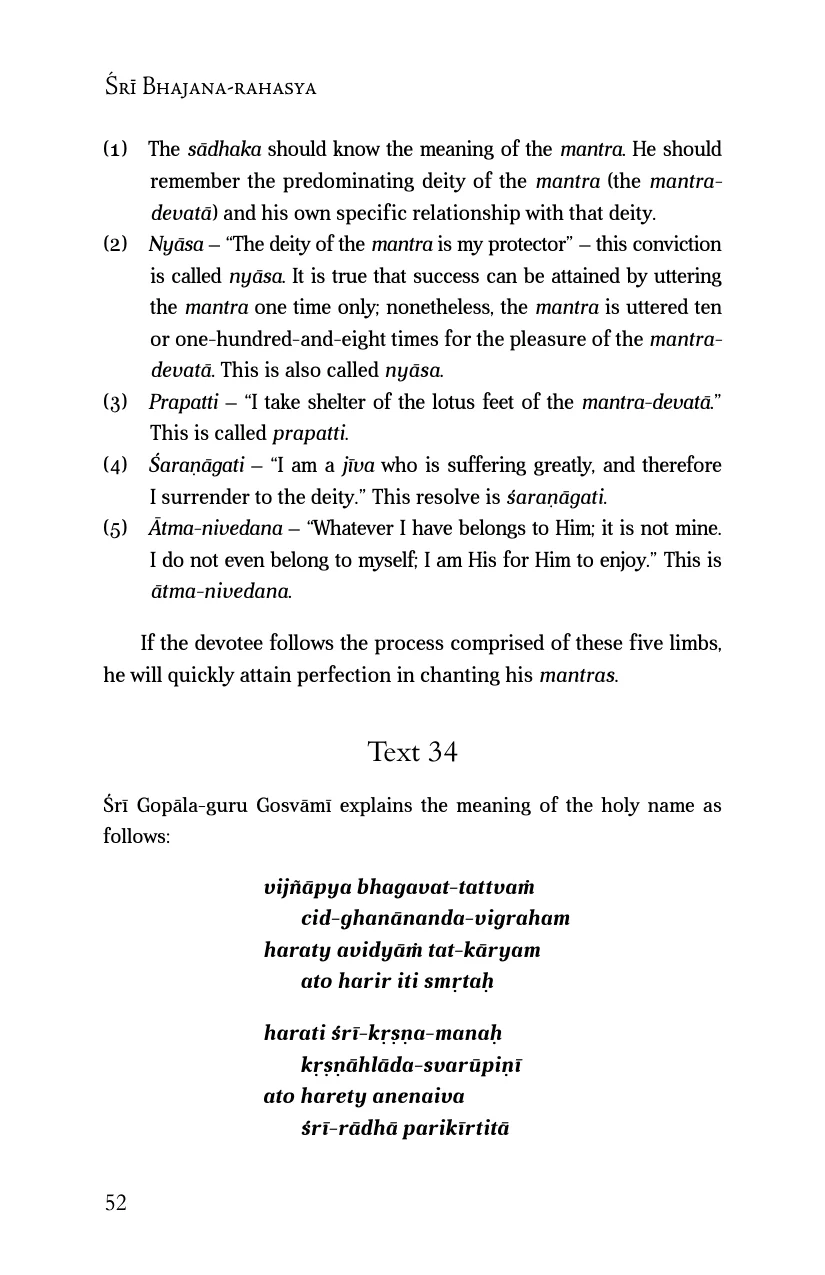 Śrī Bhajana-rahasya
(1) The sādhaka should know the meaning of the mantra. He should
remember the predominating deity of the mantra (the mantra-
devatā) and his own specific relationship with that deity.
(2) Nyāsa – “The deity of the mantra is my protector” – this conviction
is called nyāsa. It is true that success can be attained by uttering
the mantra one time only; nonetheless, the mantra is uttered ten
or one-hundred-and-eight times for the pleasure of the mantra-
devatā. This is also called nyāsa.
(3) Prapatti – “I take shelter of the lotus feet of the mantra-devatā.”
This is called prapatti.
(4) Śaraṇāgati – “I am a jīva who is suffering greatly, and therefore
I surrender to the deity.” This resolve is śaraṇāgati.
(5) Ātma-nivedana – “Whatever I have belongs to Him; it is not mine.
I do not even belong to myself; I am His for Him to enjoy.” This is
ātma-nivedana.
If the devotee follows the process comprised of these five limbs,
he will quickly attain perfection in chanting his mantras.
Text 34
Śrī Gopāla-guru Gosvāmī explains the meaning of the holy name as
follows:
vijñāpya bhagavat-tattvaṁ
cid-ghanānanda-vigraham
haraty avidyāṁ tat-kāryam
ato harir iti smṛtaḥ
harati śrī-kṛṣṇa-manaḥ
kṛṣṇāhlāda-svarūpiṇī
ato harety anenaiva
śrī-rādhā parikīrtitā
52